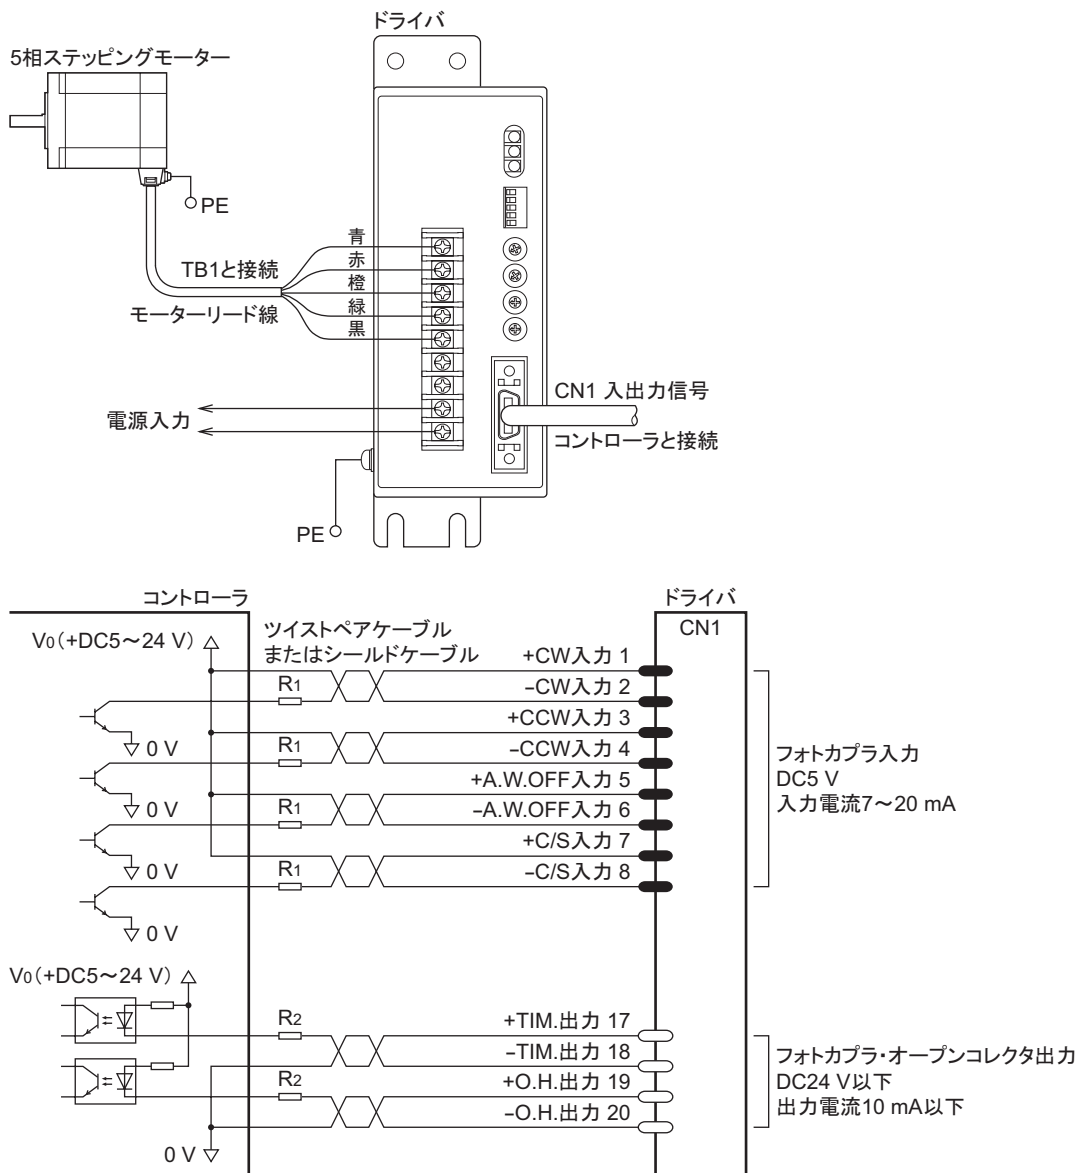 ドライバ
5相ステッピングモーター
PE
青
赤
TB1と接続
橙
モーターリード線
緑
黒
CN1 入出力信号
電源入力
コントローラと接続
PE
コントローラ
ドライバ
V0(+DC5～24 V)
ツイストペアケーブル
またはシールドケーブル
CN1
+CW入力 1
R1
−CW入力 2
+CCW入力 3
0 V
R1
−CCW入力 4
+A.W.OFF入力 5
0 V
R1
−A.W.OFF入力 6
+C/S入力 7
0 V
R1
−C/S入力 8
0 V
フォトカプラ入力
DC5 V
入力電流7～20 mA
V0(+DC5～24 V)
R2
+TIM.出力 17
−TIM.出力 18
R2
+O.H.出力 19
−O.H.出力 20
0 V
フォトカプラ・オープンコレクタ出力
DC24 V以下
出力電流10 mA以下